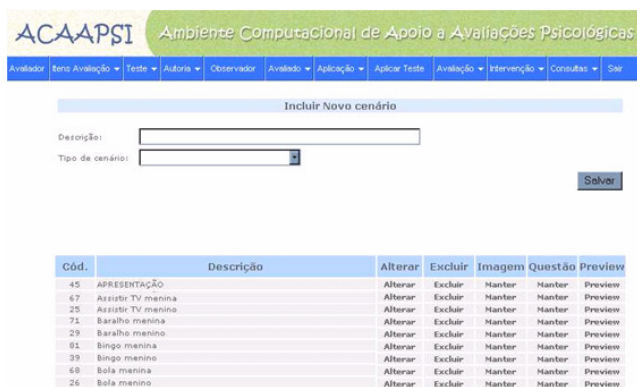 ACAAPSI Ambiente Computacional de Apoio a Avaliações Psicológicas
Avaliador Itens Avaliação Teste Autoria Observador Avaliado Aplicação Aplicar Teste Avaliação Intervenção Consultas Sair
Incluir Novo cenário
Descrição:
Tipo de cenário:
Salvar
Cód. Descrição Alterar Excluir Imagem Questão Preview
45 APRESENTAÇÃO Alterar Excluir Manter Manter Preview
67 Assistir TV menina Alterar Excluir Manter Manter Preview
25 Assistir TV menino Alterar Excluir Manter Manter Preview
71 Baralho menina Alterar Excluir Manter Manter Preview
29 Baralho menino Alterar Excluir Manter Manter Preview
81 Bingo menina Alterar Excluir Manter Manter Preview
39 Bingo menino Alterar Excluir Manter Manter Preview
68 Bola menina Alterar Excluir Manter Manter Preview
26 Bola menino Alterar Excluir Manter Manter Preview